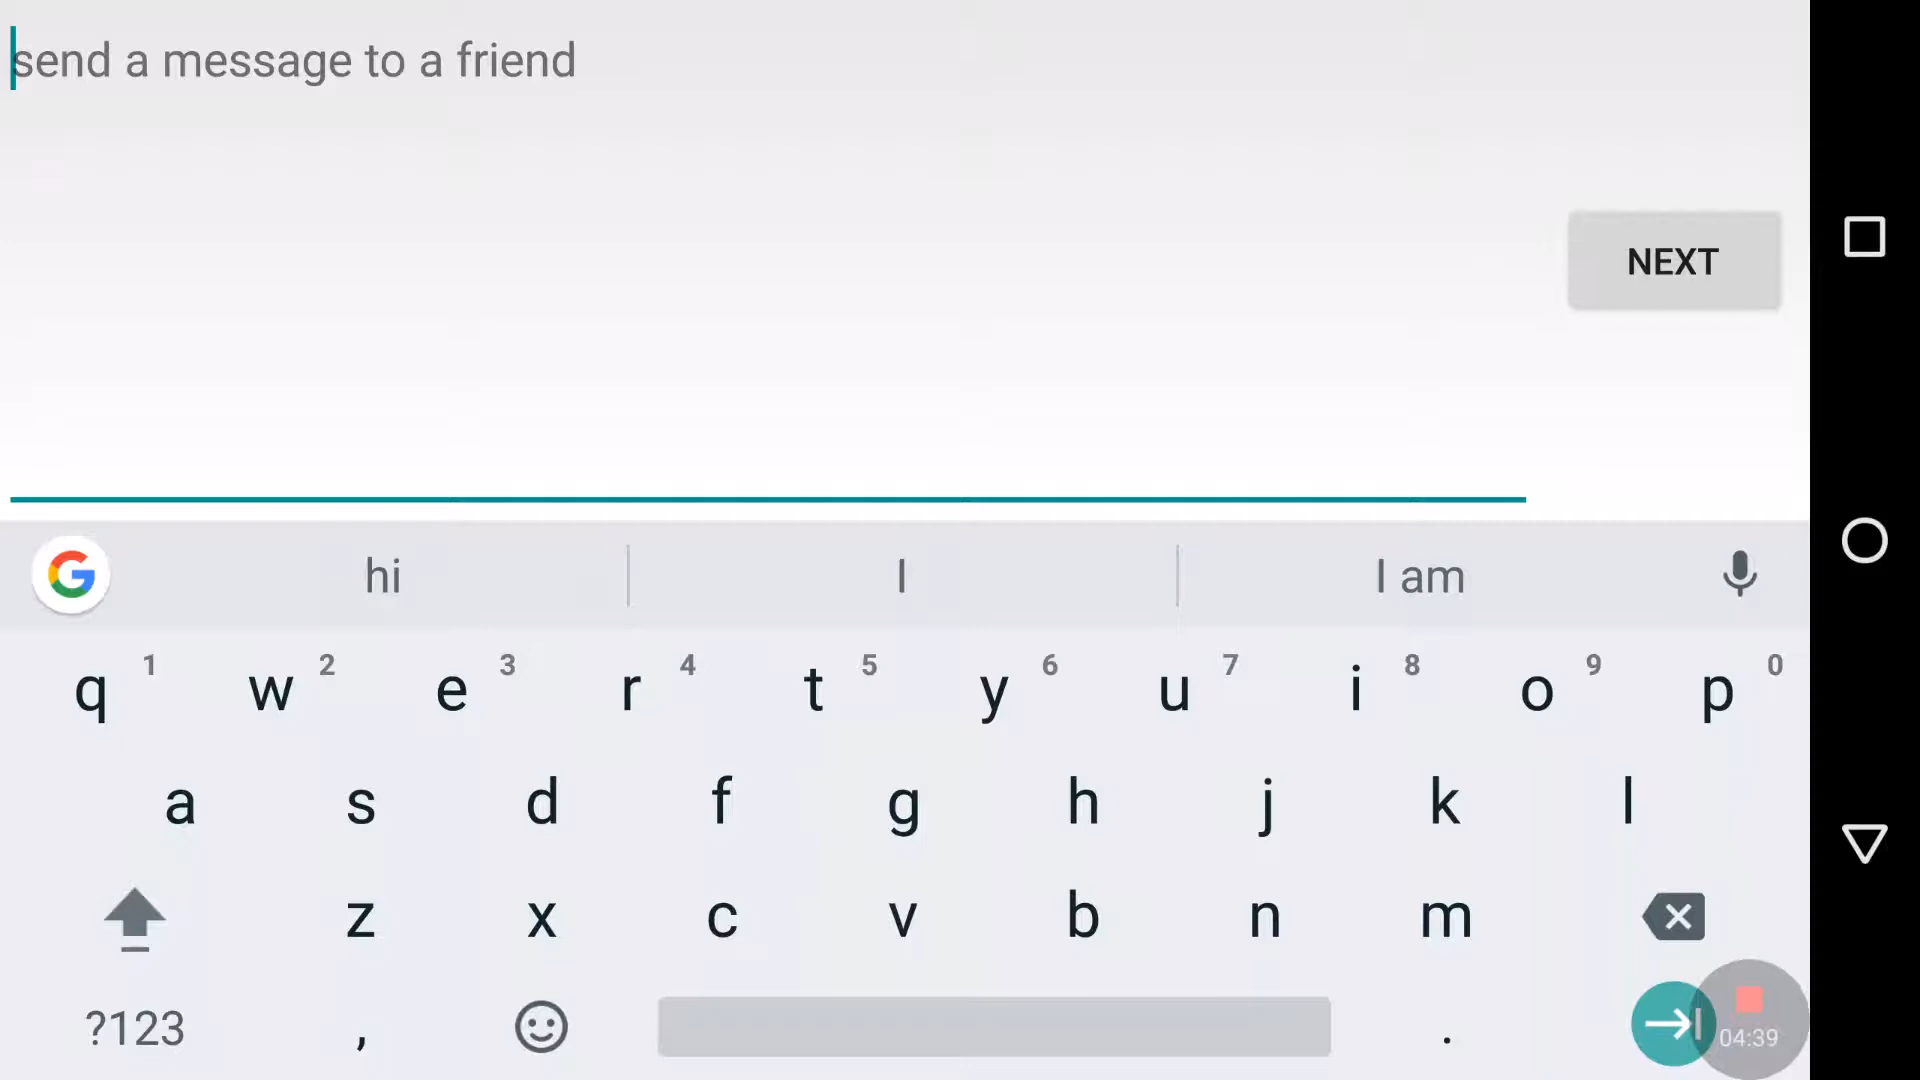 send a message to a friend
NEXT
hi I I am
q 1 w 2 e 3 r 4 t 5 y 6 u 7 i 8 o 9 p 0
a s d f g h j k l
z x c v b n m
?123 , .
04:39